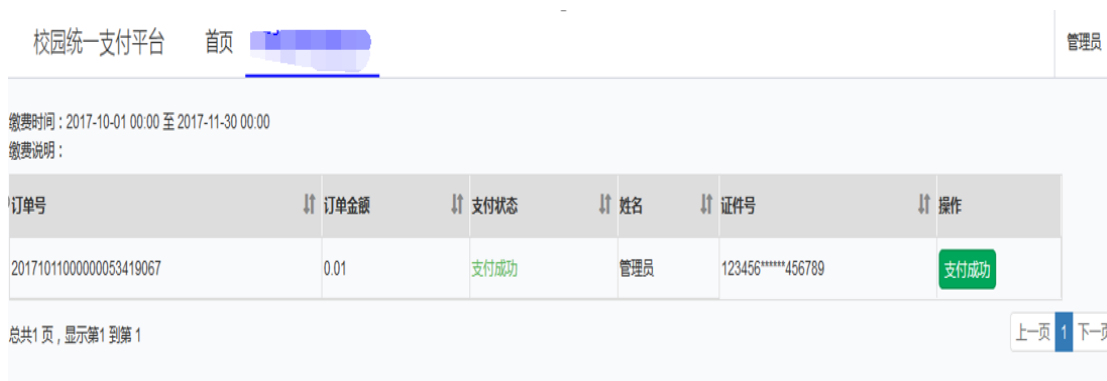 校园统一支付平台 首页 管理员
缴费时间：2017-10-01 00:00 至 2017-11-30 00:00
缴费说明：
订单号 订单金额 支付状态 姓名 证件号 操作
20171011000000053419067 0.01 支付成功 管理员 123456******456789 支付成功
总共1 页，显示第1 到第 1 上一页 1 下一页